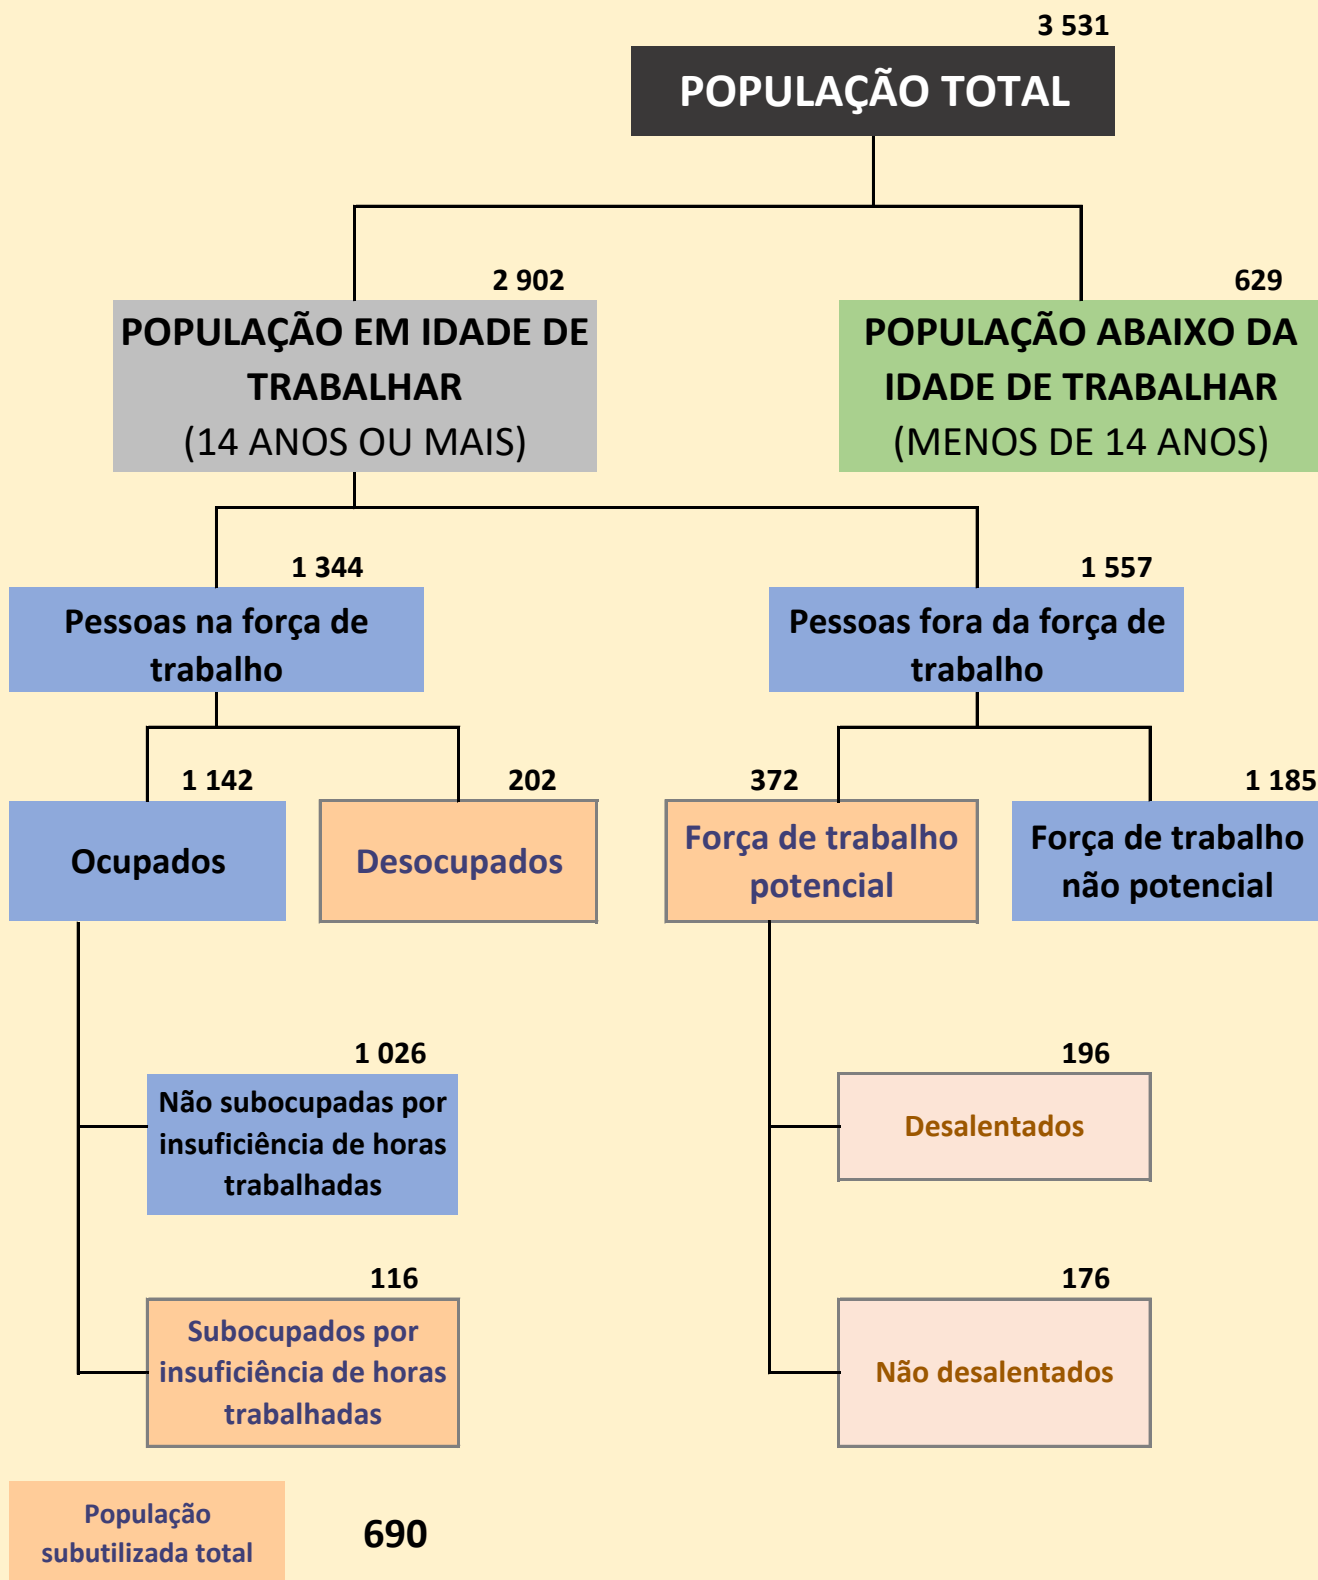 3 531
POPULAÇÃO TOTAL
2 902
POPULAÇÃO EM IDADE DE
TRABALHAR
(14 ANOS OU MAIS)
629
POPULAÇÃO ABAIXO DA
IDADE DE TRABALHAR
(MENOS DE 14 ANOS)
1 344
Pessoas na força de
trabalho
1 557
Pessoas fora da força de
trabalho
1 142
Ocupados
202
Desocupados
372
Força de trabalho
potencial
1 185
Força de trabalho
não potencial
1 026
Não subocupadas por
insuficiência de horas
trabalhadas
196
Desalentados
116
Subocupados por
insuficiência de horas
trabalhadas
176
Não desalentados
População
subutilizada total
690